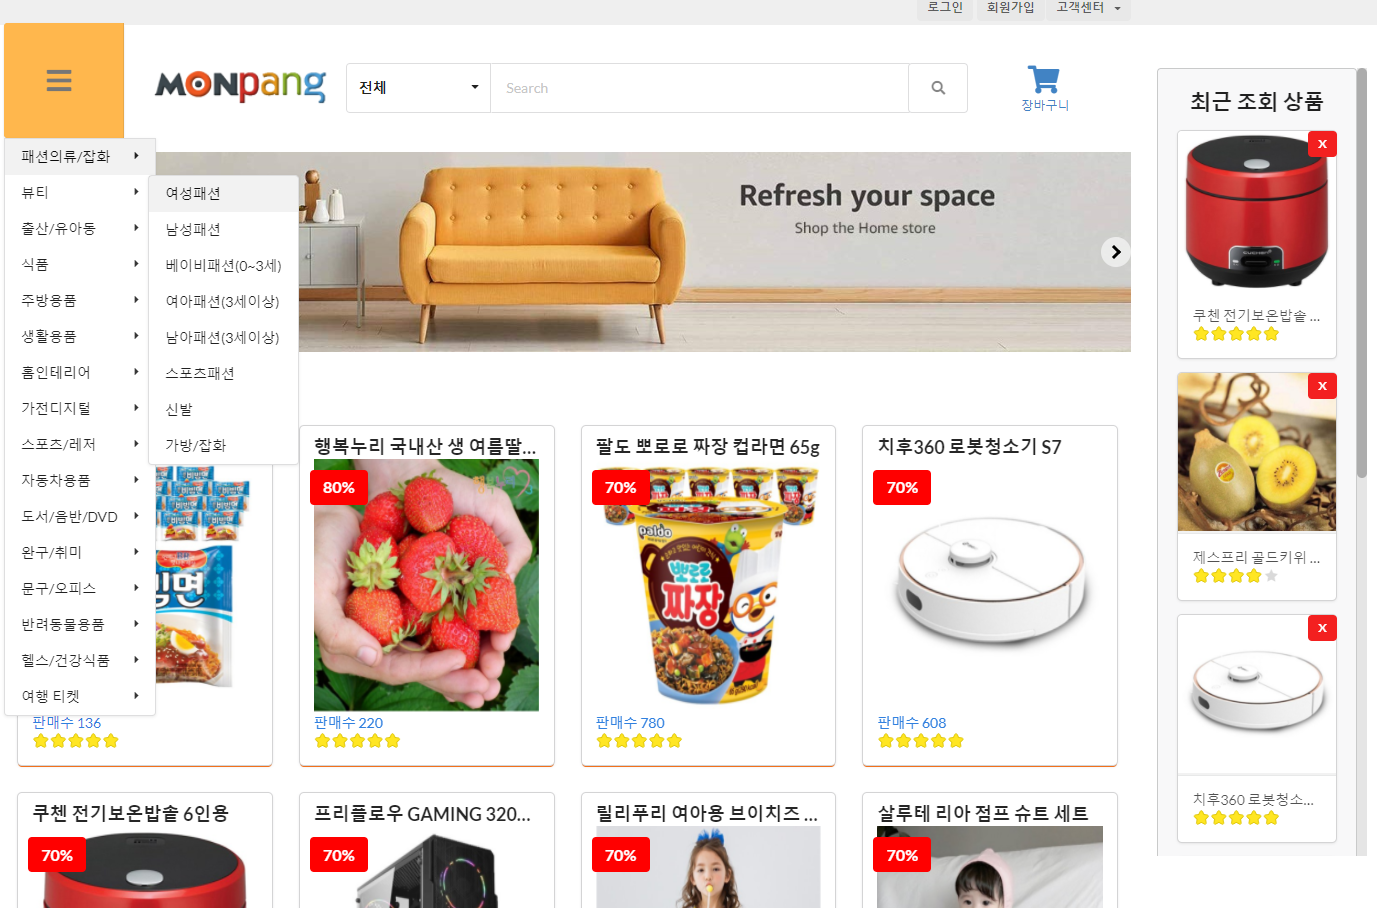 로그인 회원가입 고객센터
MONpang
전체
Search
장바구니
최근 조회 상품
패션의류/잡화
뷰티
출산/유아동
식품
주방용품
생활용품
홈인테리어
가전디지털
스포츠/레저
자동차용품
도서/음반/DVD
완구/취미
문구/오피스
반려동물용품
헬스/건강식품
여행 티켓
여성패션
남성패션
베이비패션(0~3세)
여아패션(3세이상)
남아패션(3세이상)
스포츠패션
신발
가방/잡화
Refresh your space
Shop the Home store
x
쿠첸 전기보온밥솥 ...
x
제스프리 골드키위 ...
x
치후360 로봇청소...
판매수 136
행복누리 국내산 생 여름딸...
80%
판매수 220
팔도 뽀로로 짜장 컵라면 65g
70%
paldo
뽀로로
짜장
판매수 780
치후360 로봇청소기 S7
70%
판매수 608
쿠첸 전기보온밥솥 6인용
70%
프리플로우 GAMING 320...
70%
릴리푸리 여아용 브이치즈 ...
70%
살루테 리아 점프 슈트 세트
70%